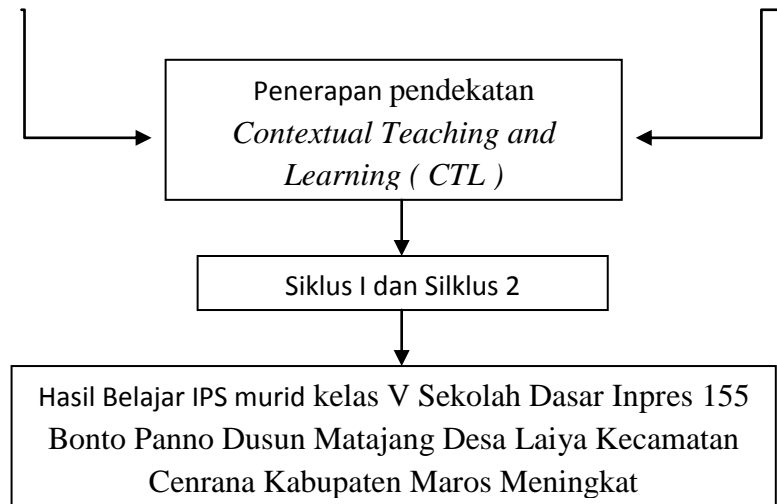 Penerapan pendekatan
Contextual Teaching and
Learning ( CTL )
Siklus I dan Silklus 2
Hasil Belajar IPS murid kelas V Sekolah Dasar Inpres 155
Bonto Panno Dusun Matajang Desa Laiya Kecamatan
Cenrana Kabupaten Maros Meningkat